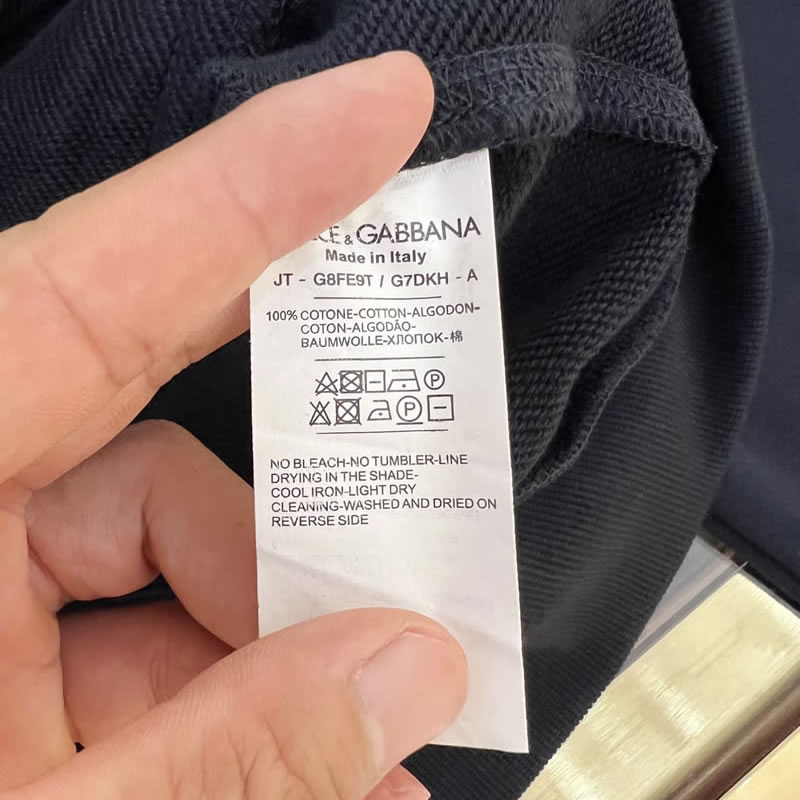 & GABBANA
Made in Italy
JT - G8FE9T / G7DKH - A
100% COTONE-COTTON-ALGODON-
COTON-ALGODÃO-
BAUMWOLLE-ХЛОПОК-棉
P
P
NO BLEACH-NO TUMBLER-LINE
DRYING IN THE SHADE-
COOL IRON-LIGHT DRY
CLEANING-WASHED AND DRIED ON
REVERSE SIDE